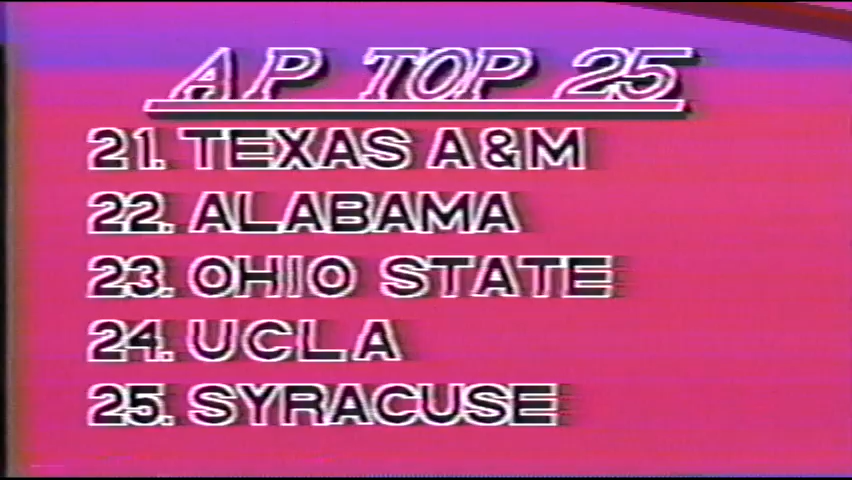 AP TOP 25
21. TEXAS A&M
22. ALABAMA
23. OHIO STATE
24. UCLA
25. SYRACUSE